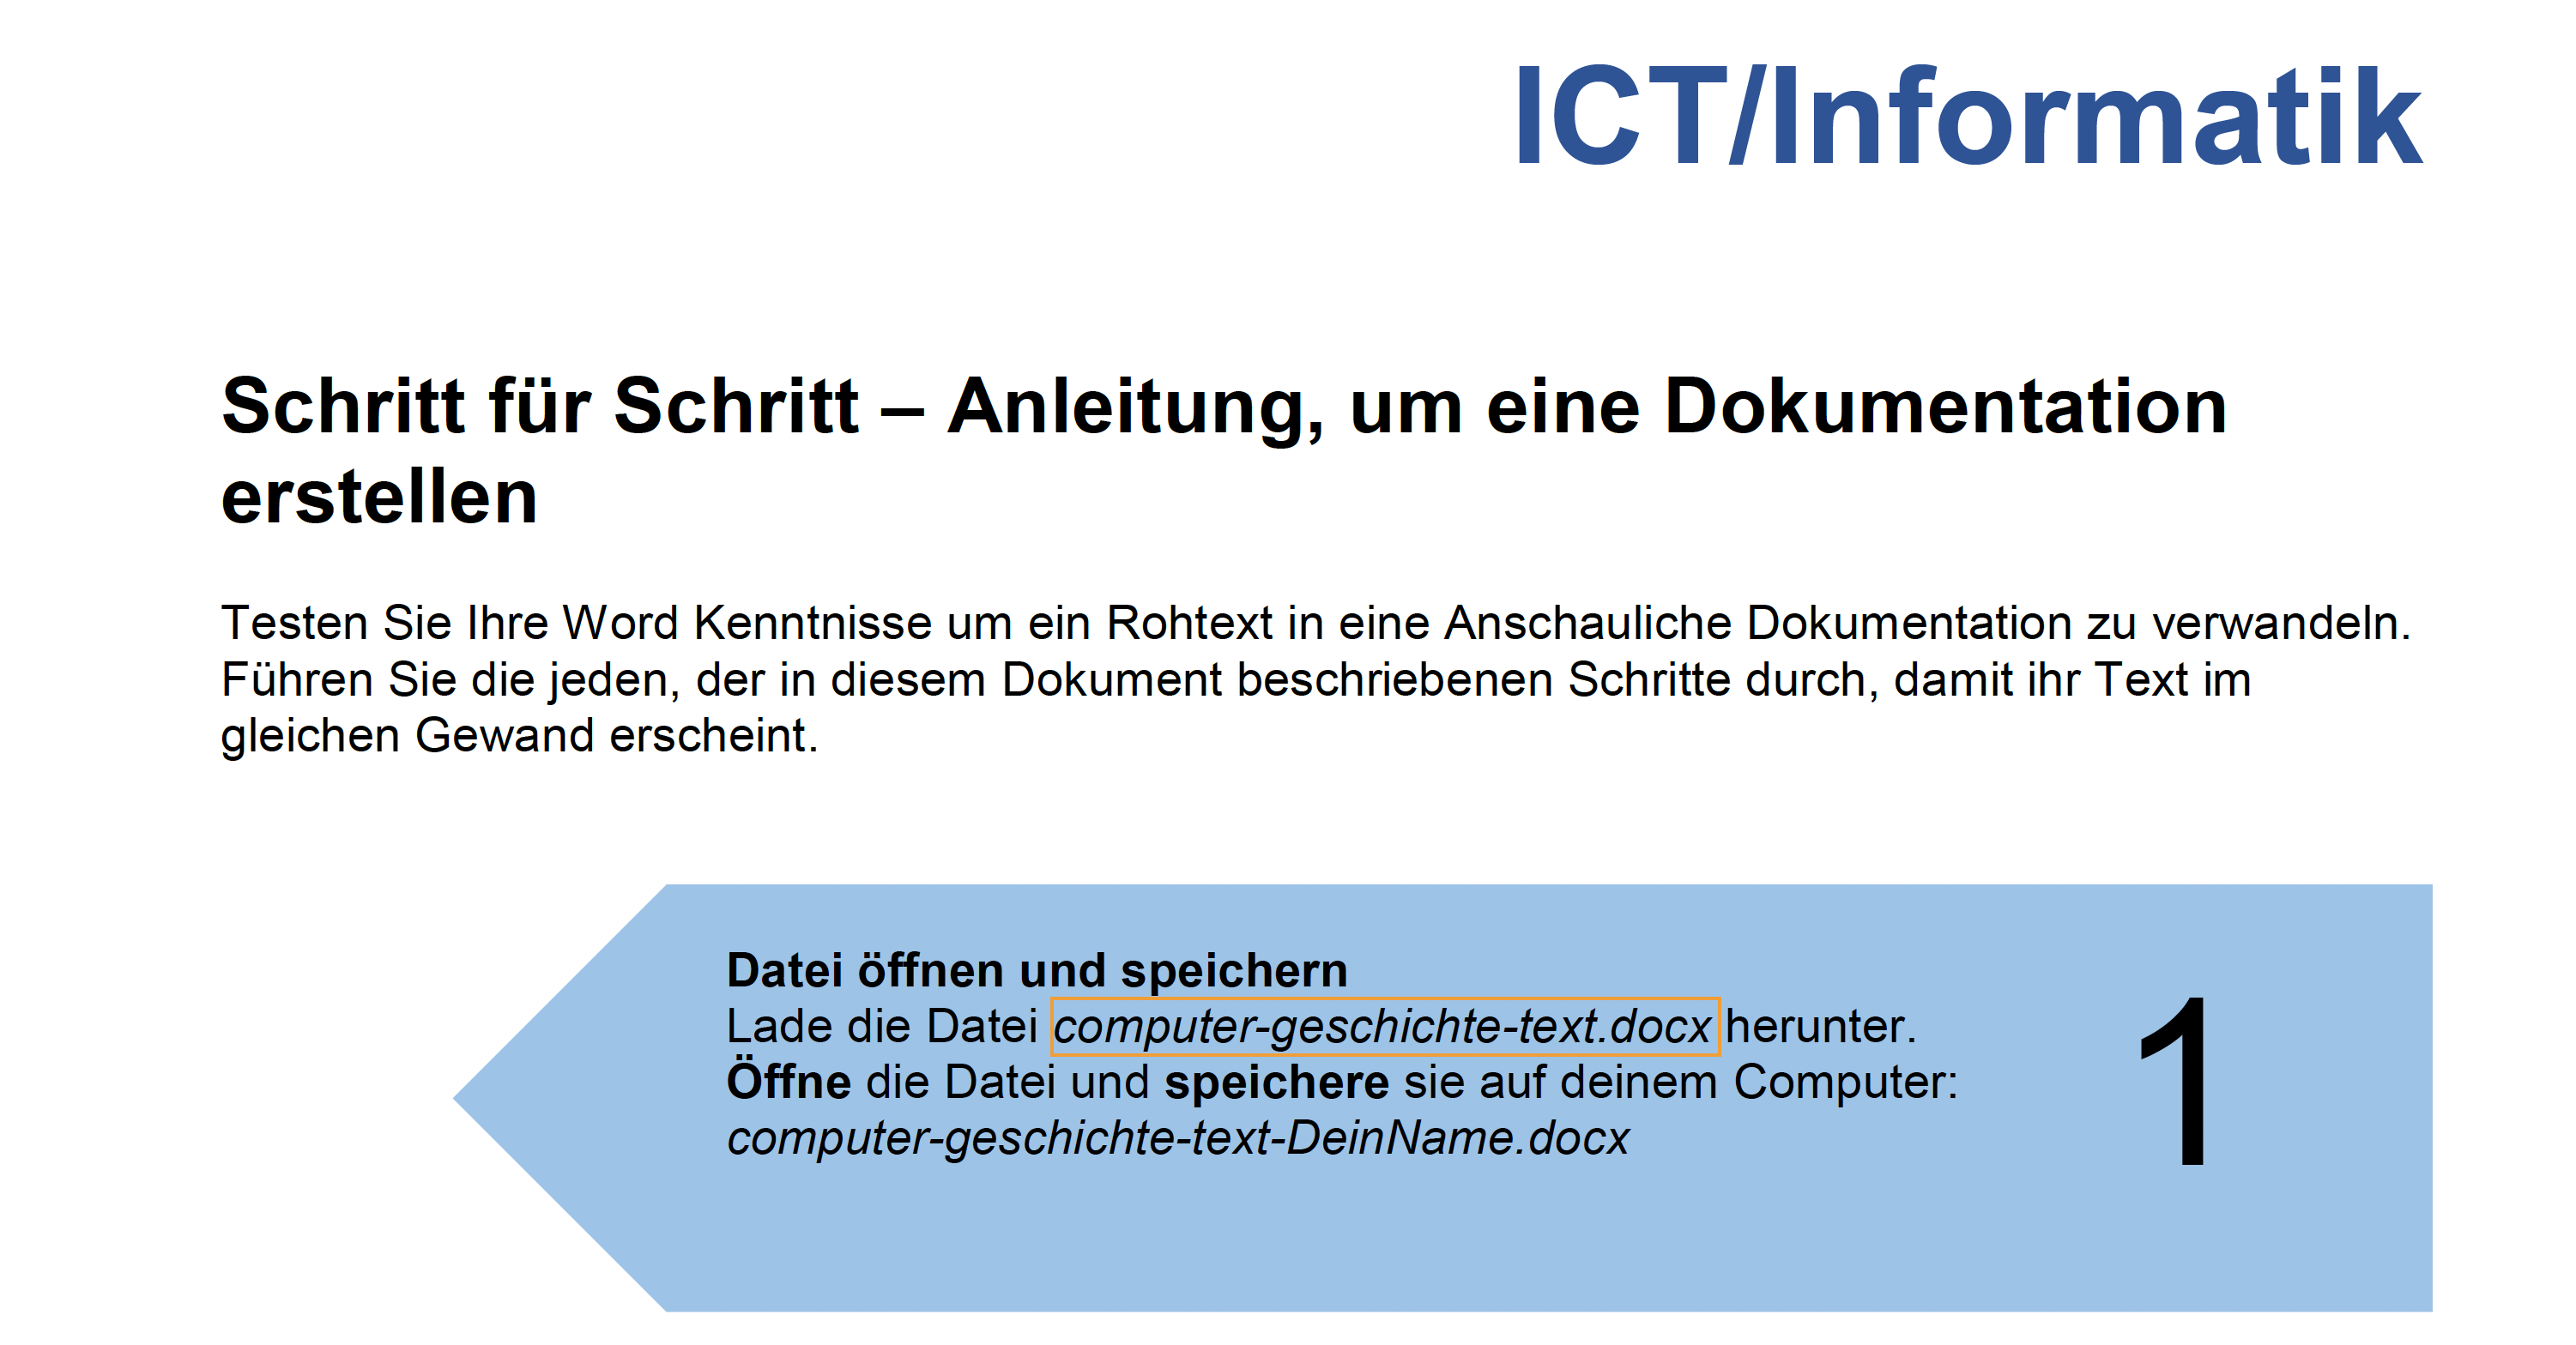 ICT/Informatik
Schritt für Schritt – Anleitung, um eine Dokumentation
erstellen
Testen Sie Ihre Word Kenntnisse um ein Rohtext in eine Anschauliche Dokumentation zu verwandeln.
Führen Sie die jeden, der in diesem Dokument beschriebenen Schritte durch, damit ihr Text im
gleichen Gewand erscheint.
Datei öffnen und speichern
Lade die Datei computer-geschichte-text.docx herunter.
Öffne die Datei und speichere sie auf deinem Computer:
computer-geschichte-text-DeinName.docx
1